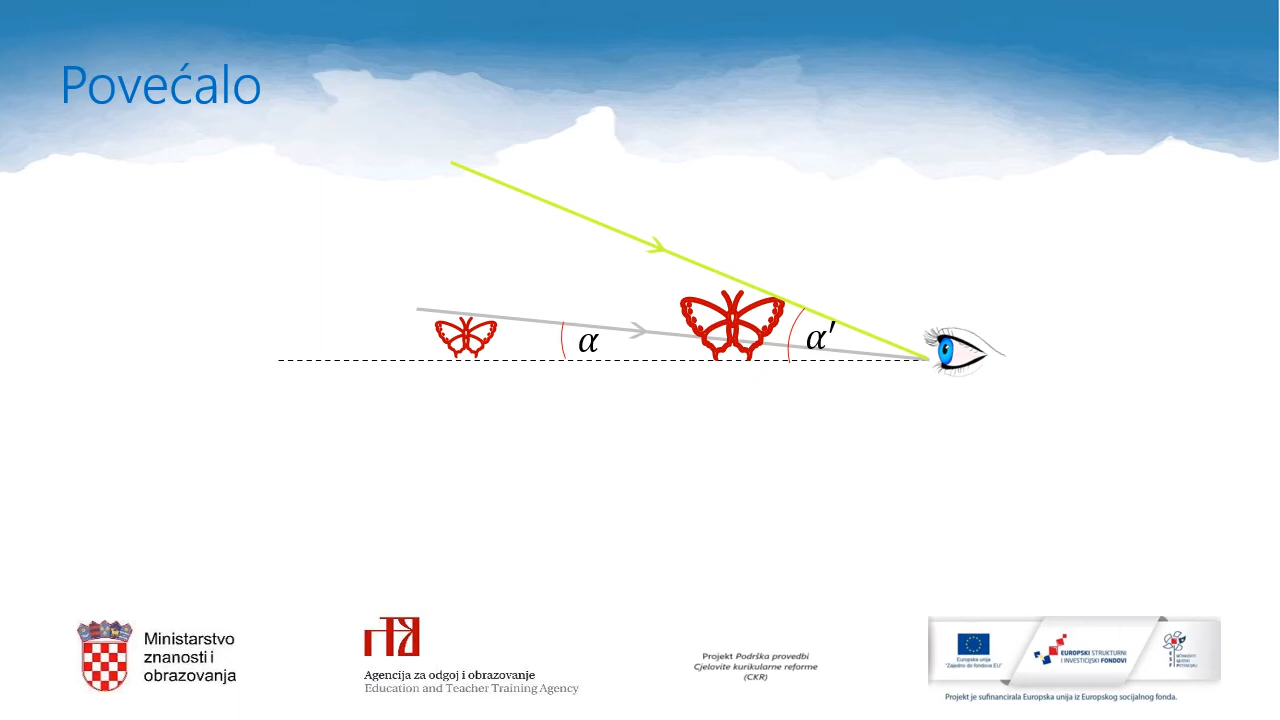 Povećalo
α
α′
Ministarstvo
znanosti i
obrazovanja
Agencija za odgoj i obrazovanje
Education and Teacher Training Agency
Projekt Podrška provedbi
Cjelovite kurikularne reforme
(CKR)
Europska unija
"Zajedno do fondova EU"
EUROPSKI STRUKTURNI
I INVESTICIJSKI FONDOVI
Projekt je sufinancirala Europska unija iz Europskog socijalnog fonda.